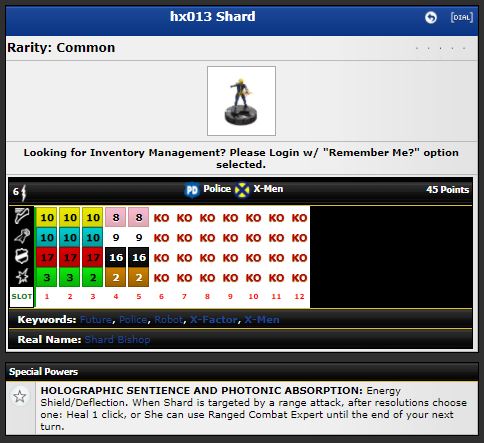 hx013 Shard
[DIAL]
Rarity: Common
Looking for Inventory Management? Please Login w/ "Remember Me?" option
selected.
6 PD Police X-Men 45 Points
10 10 10 8 8 KO KO KO KO KO KO KO
10 10 10 9 9 KO KO KO KO KO KO KO
17 17 17 16 16 KO KO KO KO KO KO KO
3 3 3 2 2 KO KO KO KO KO KO KO
SLOT 1 2 3 4 5 6 7 8 9 10 11 12
Keywords: Future, Police, Robot, X-Factor, X-Men
Real Name: Shard Bishop
Special Powers
HOLOGRAPHIC SENTIENCE AND PHOTONIC ABSORPTION: Energy
Shield/Deflection. When Shard is targeted by a range attack, after resolutions choose
one: Heal 1 click, or She can use Ranged Combat Expert until the end of your next
turn.